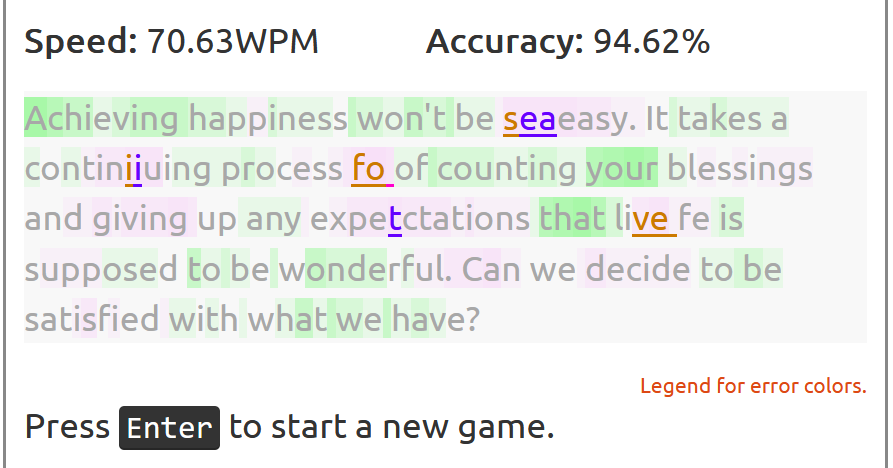 Speed: 70.63WPM Accuracy: 94.62%
Achieving happiness won't be seaeasy. It takes a
continiiuing process fo of counting your blessings
and giving up any expetctations that live fe is
supposed to be wonderful. Can we decide to be
satisfied with what we have?
Legend for error colors.
Press Enter to start a new game.